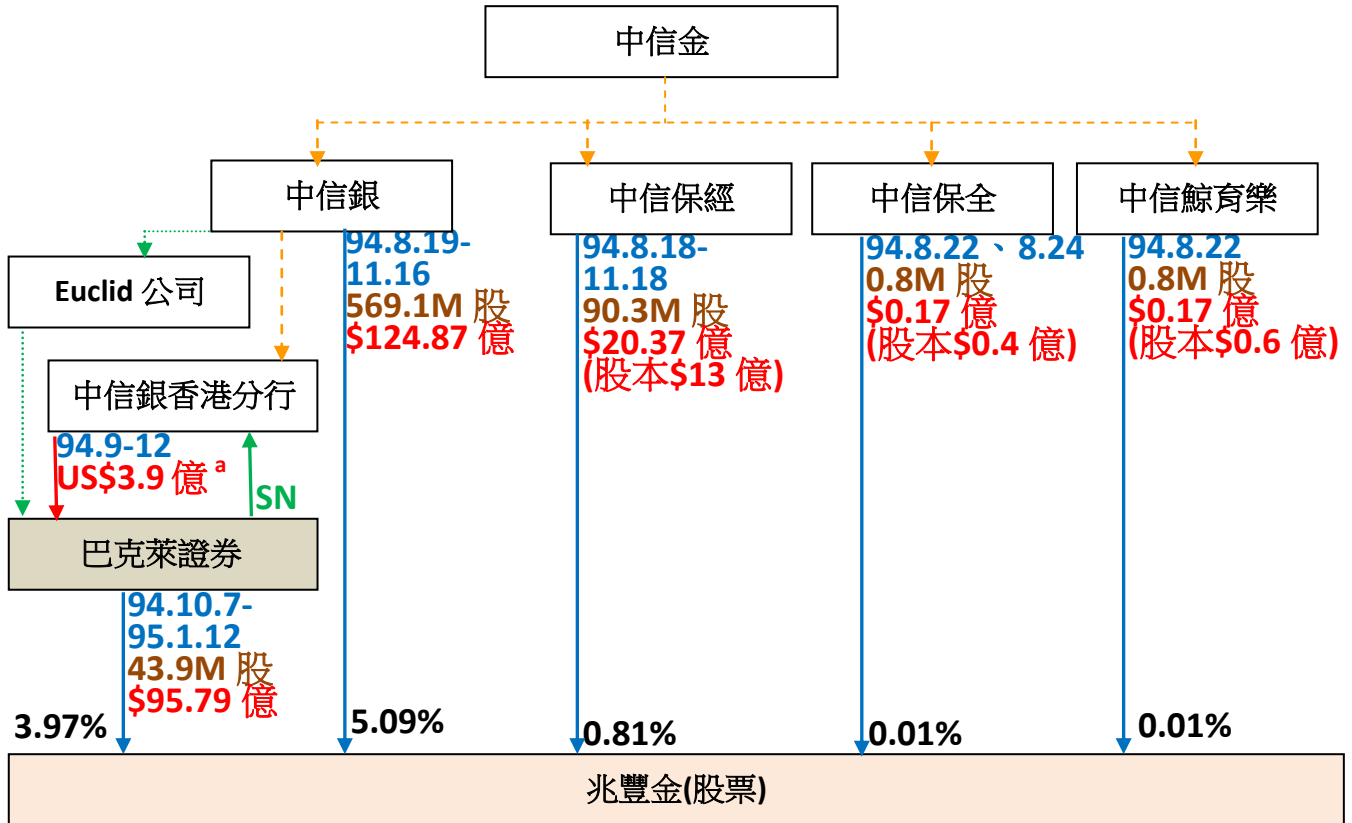 中信金
中信銀
中信保經
中信保全
中信鯨育樂
94.8.19-
11.16
569.1M 股
$124.87 億
94.8.18-
11.18
90.3M 股
$20.37 億
(股本$13 億)
94.8.22、8.24
0.8M 股
$0.17 億
(股本$0.4 億)
94.8.22
0.8M 股
$0.17 億
(股本$0.6 億)
Euclid 公司
中信銀香港分行
94.9-12
US$3.9 億 a
SN
巴克萊證券
94.10.7-
95.1.12
43.9M 股
$95.79 億
3.97%
5.09%
0.81%
0.01%
0.01%
兆豐金(股票)